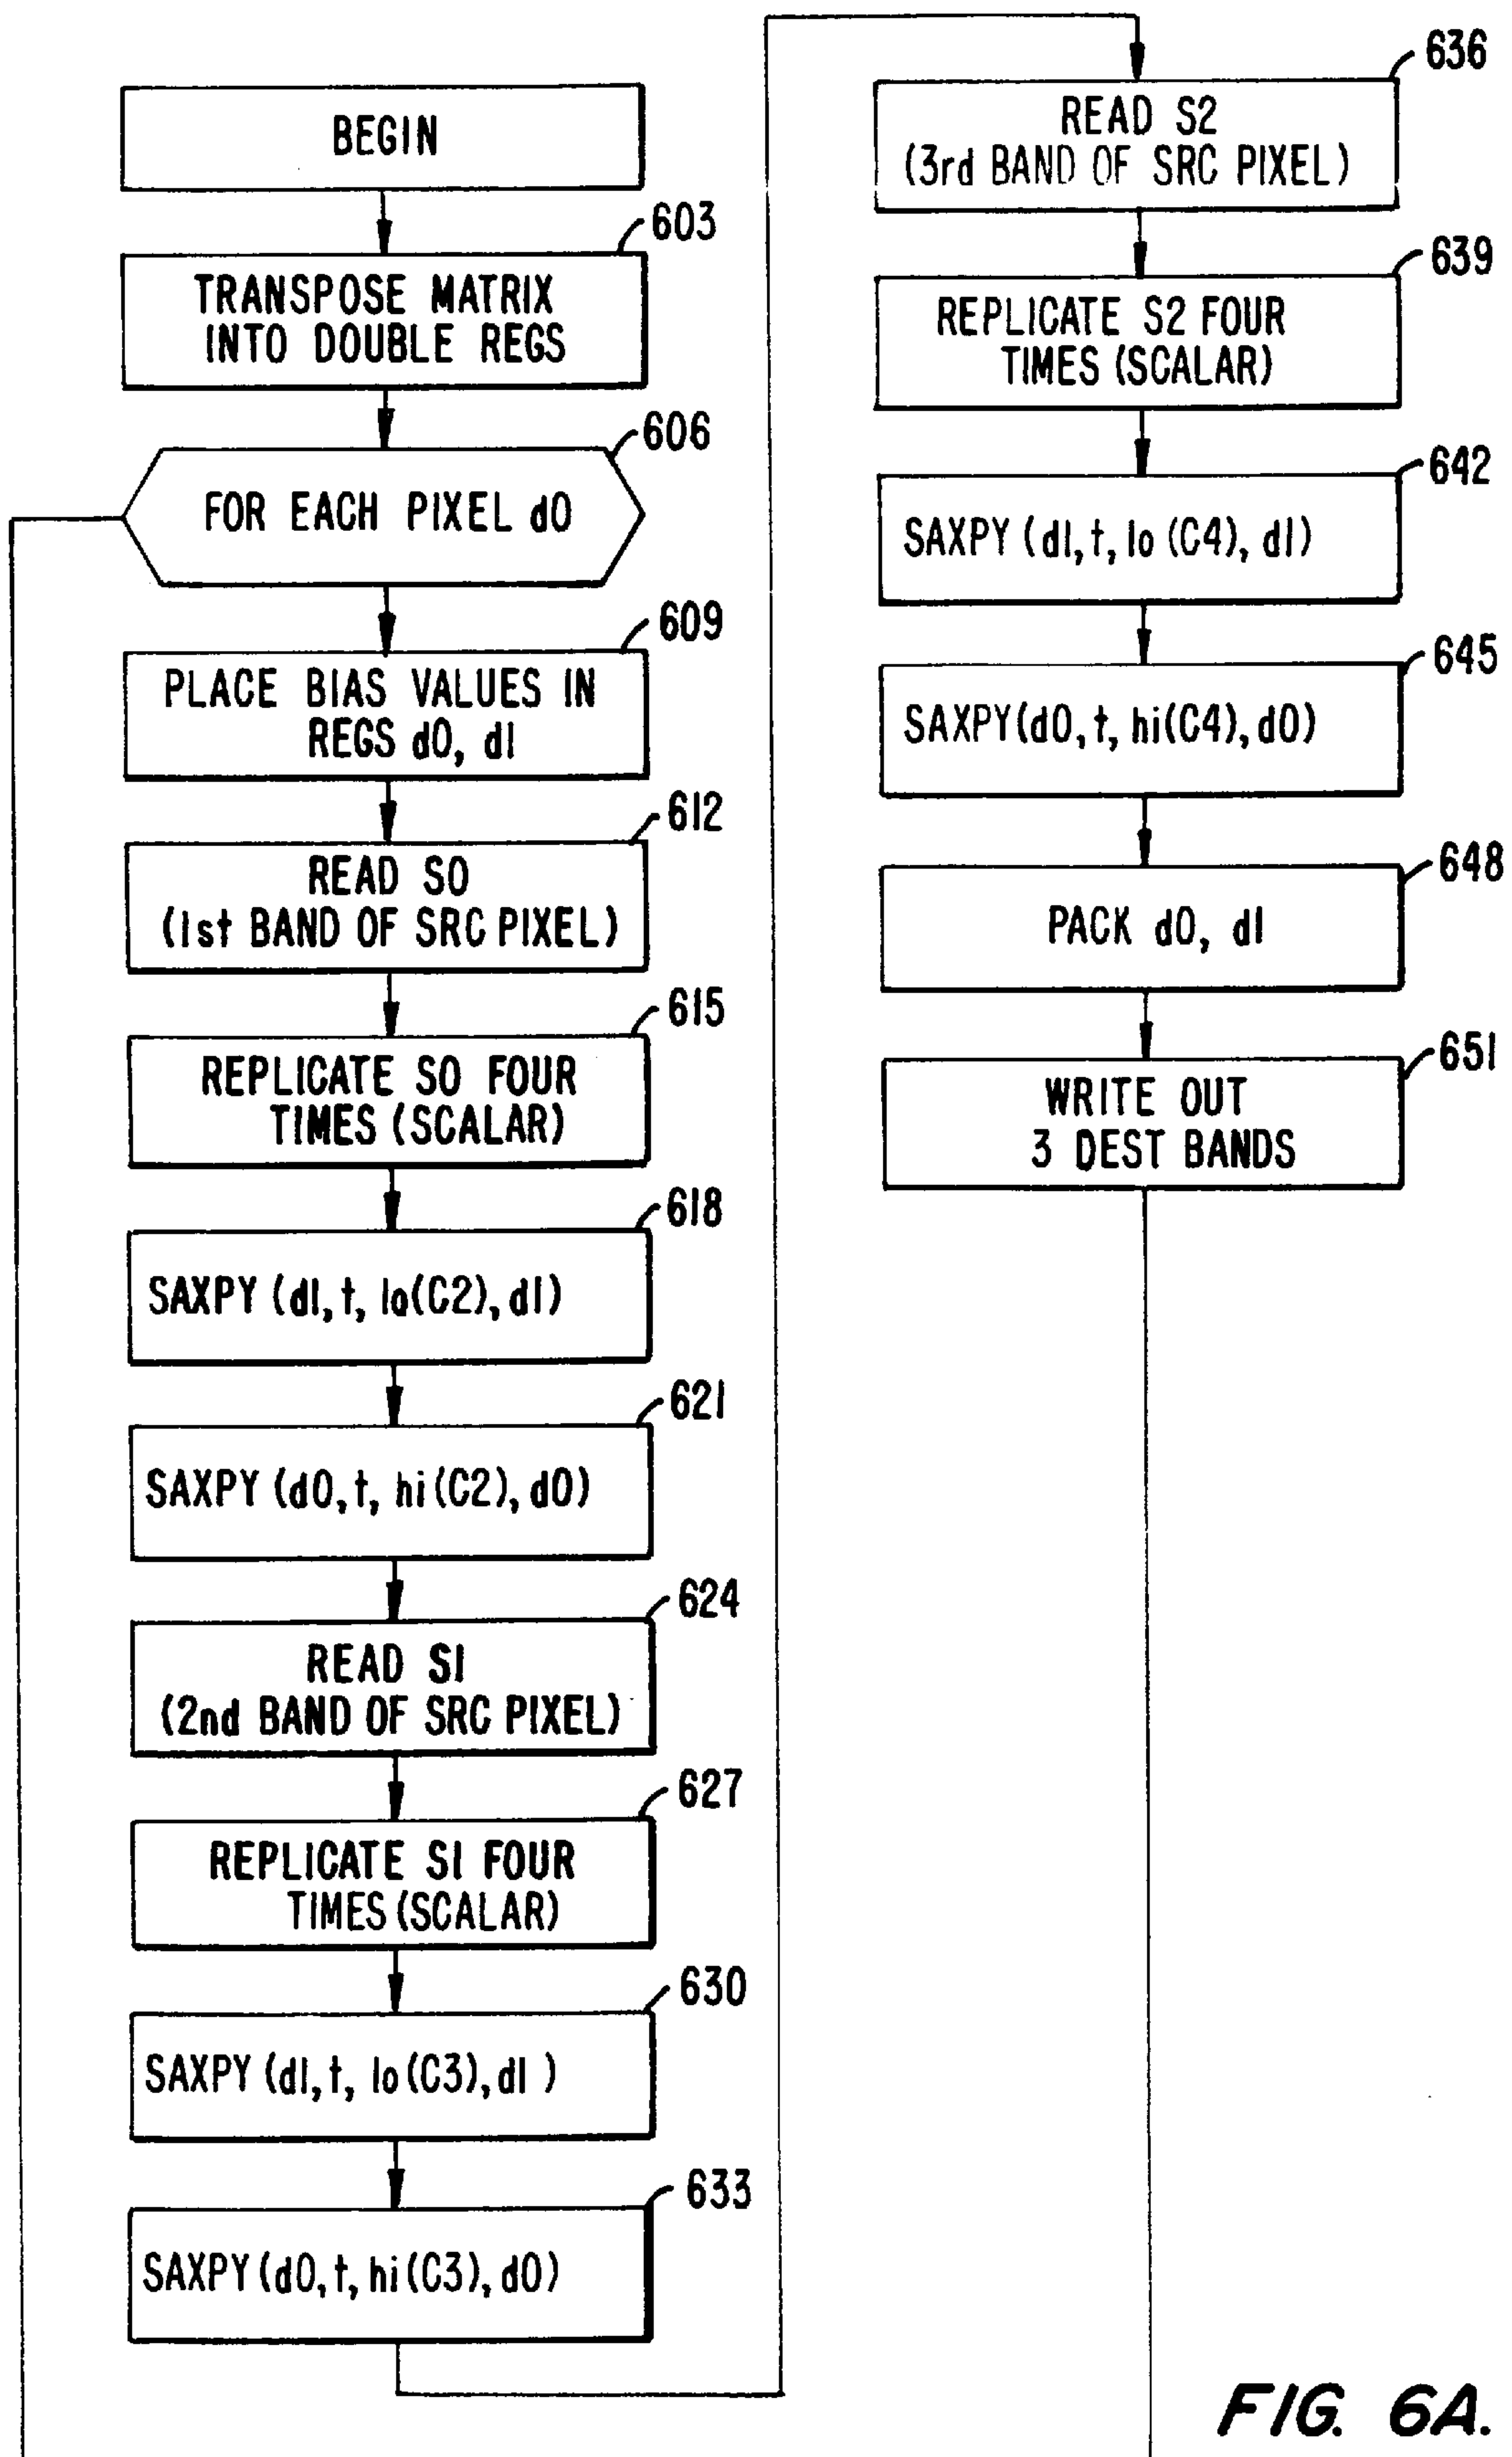 BEGIN
603
TRANSPOSE MATRIX
INTO DOUBLE REGS
606
FOR EACH PIXEL d0
609
PLACE BIAS VALUES IN
REGS d0, d1
612
READ S0
(1st BAND OF SRC PIXEL)
615
REPLICATE S0 FOUR
TIMES (SCALAR)
618
SAXPY (d1, t, lo(C2), d1)
621
SAXPY (d0, t, hi(C2), d0)
624
READ S1
(2nd BAND OF SRC PIXEL)
627
REPLICATE S1 FOUR
TIMES (SCALAR)
630
SAXPY (d1, t, lo(C3), d1 )
633
SAXPY (d0, t, hi(C3), d0)
636
READ S2
(3rd BAND OF SRC PIXEL)
639
REPLICATE S2 FOUR
TIMES (SCALAR)
642
SAXPY (d1, t, lo (C4), d1)
645
SAXPY(d0, t, hi(C4), d0)
648
PACK d0, d1
651
WRITE OUT
3 DEST BANDS
FIG. 6A.